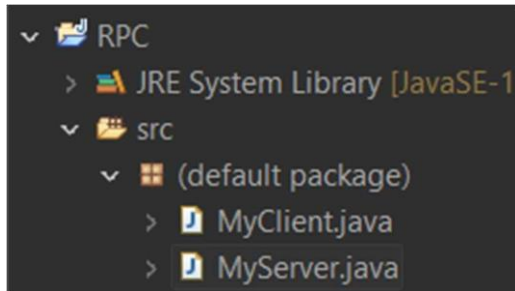 RPC
JRE System Library [JavaSE-1
src
(default package)
MyClient.java
MyServer.java